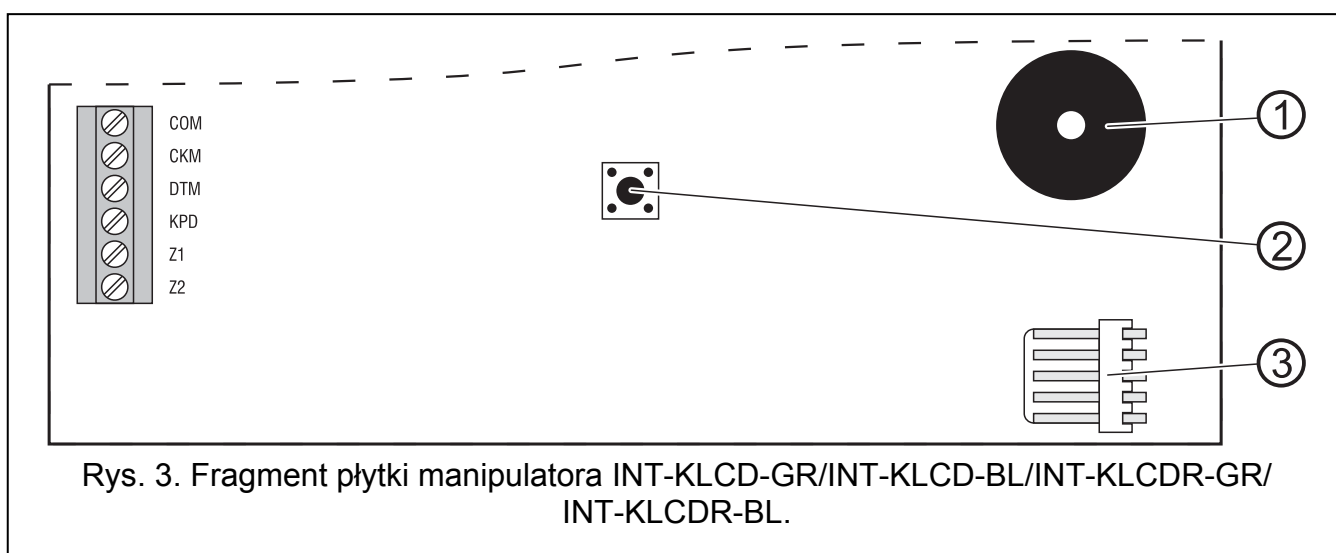 COM
CKM
DTM
KPD
Z1
Z2
1
2
3
Rys. 3. Fragment płytki manipulatora INT-KLCD-GR/INT-KLCD-BL/INT-KLCDR-GR/
INT-KLCDR-BL.